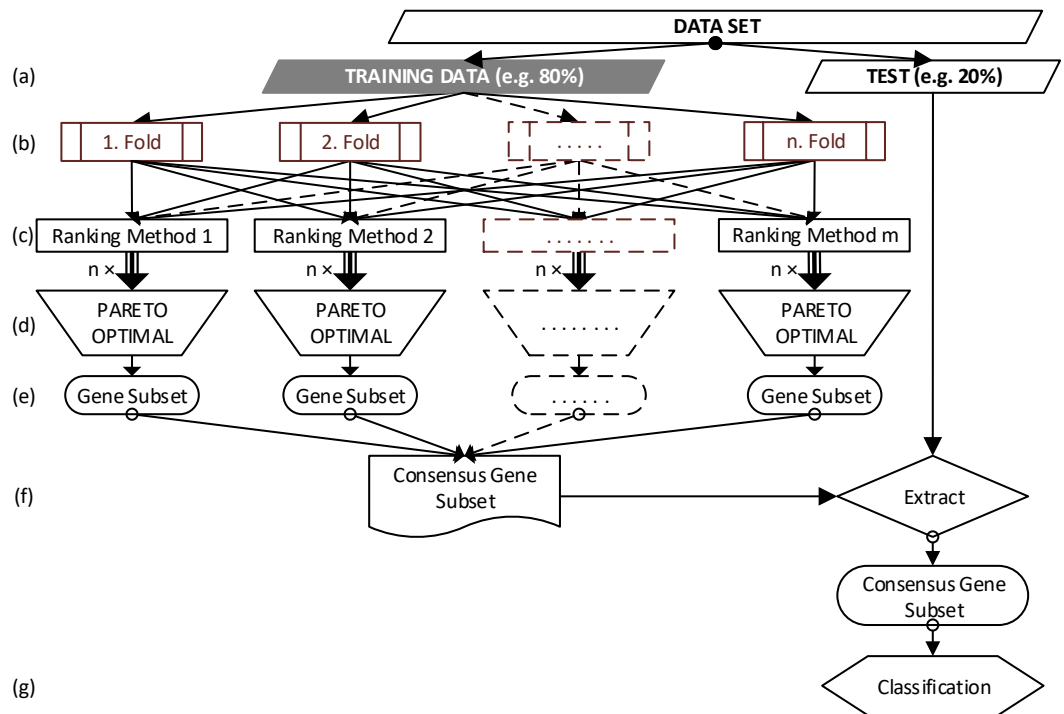 DATA SET
(a)
TRAINING DATA (e.g. 80%)
TEST (e.g. 20%)
(b)
1. Fold
2. Fold
. . . . .
n. Fold
(c)
Ranking Method 1
Ranking Method 2
. . . . . . .
Ranking Method m
n ×
n ×
n ×
n ×
(d)
PARETO
OPTIMAL
PARETO
OPTIMAL
. . . . . . . .
PARETO
OPTIMAL
(e)
Gene Subset
Gene Subset
. . . . . .
Gene Subset
(f)
Consensus Gene
Subset
Extract
Consensus Gene
Subset
(g)
Classification